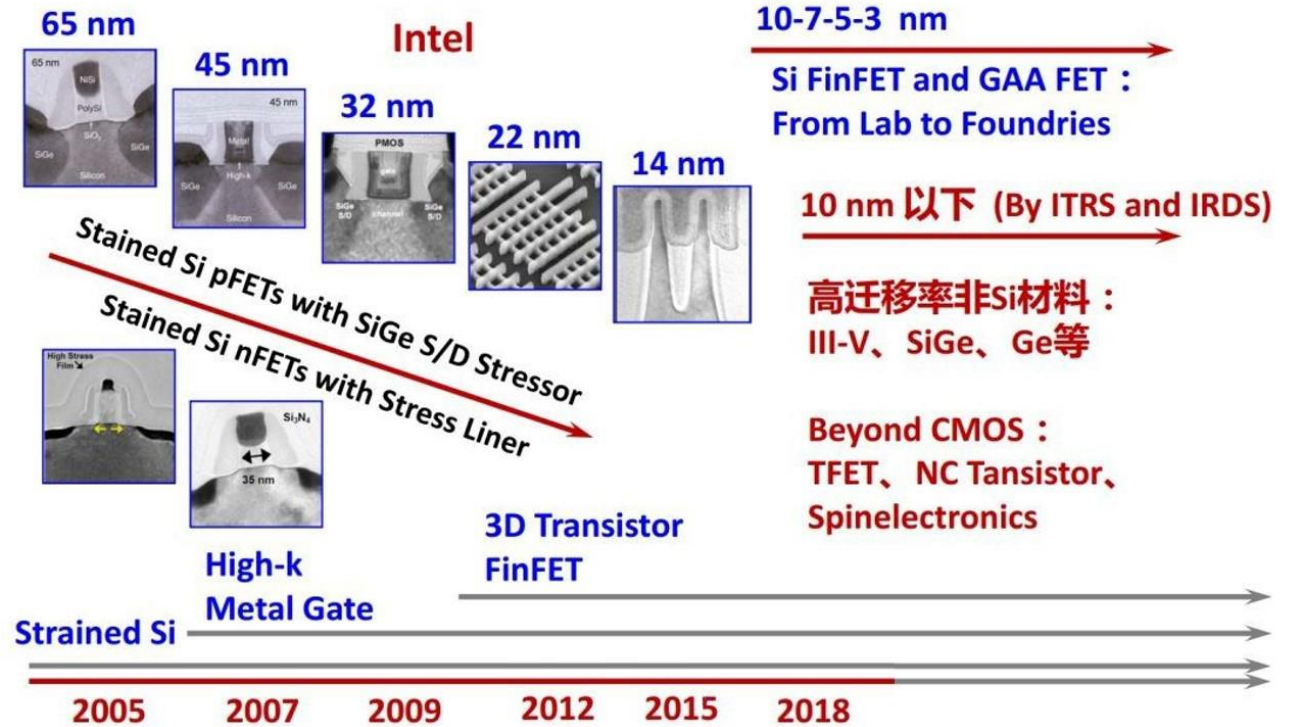 65 nm
Intel
10-7-5-3 nm
45 nm
32 nm
22 nm
14 nm
65 nm
NiSi
PolySi
SiO₂
SiGe
SiGe
Silicon
45 nm
Metal
High-k
SiGe
SiGe
Silicon
PMOS
gate
SiGe
S/D
channel
SiGe
S/D
Si FinFET and GAA FET：
From Lab to Foundries
10 nm 以下 (By ITRS and IRDS)
高迁移率非Si材料：
III-V、SiGe、Ge等
Beyond CMOS：
TFET、NC Tansistor、
Spinelectronics
Stained Si pFETs with SiGe S/D Stressor
Stained Si nFETs with Stress Liner
High Stress
Film
Si₃N₄
35 nm
3D Transistor
FinFET
High-k
Metal Gate
Strained Si
2005
2007
2009
2012
2015
2018